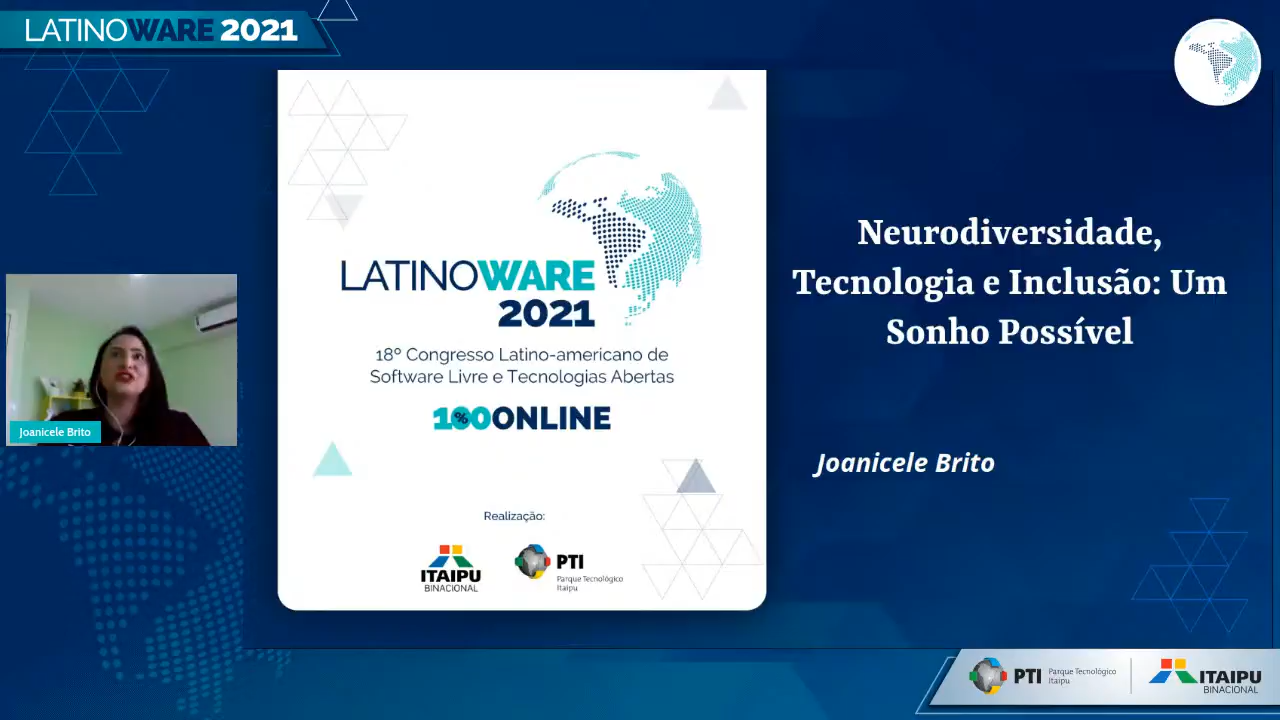 LATINOWARE 2021
LATINOWARE
2021
18º Congresso Latino-americano de
Software Livre e Tecnologias Abertas
100%ONLINE
Realização:
ITAIPU
BINACIONAL
PTI
Parque Tecnológico
Itaipu
Neurodiversidade,
Tecnologia e Inclusão: Um
Sonho Possível
Joanicele Brito
Joanicele Brito
PTI
Parque Tecnológico
Itaipu
ITAIPU
BINACIONAL